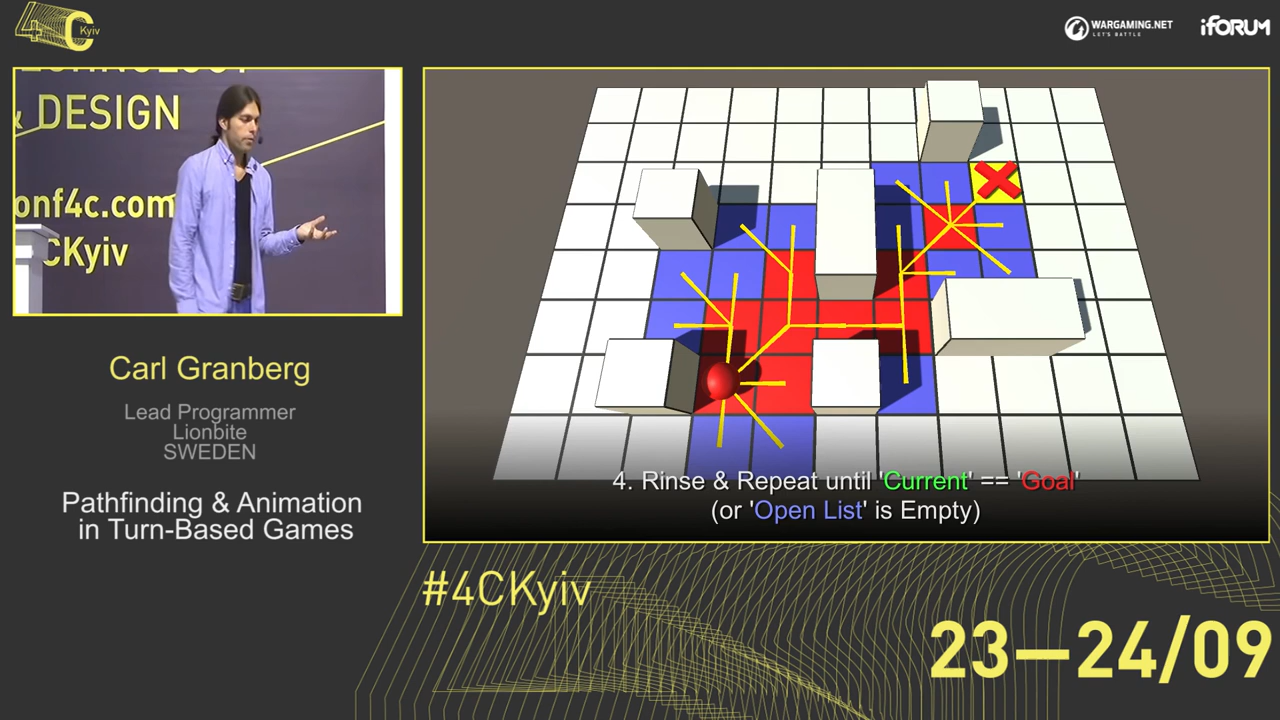 4C Kyiv
WARGAMING.NET
LET'S BATTLE
iFORUM
& DESIGN
onf4c.com
CKyiv
Carl Granberg
Lead Programmer
Lionbite
SWEDEN
Pathfinding & Animation
in Turn-Based Games
4. Rinse & Repeat until 'Current' == 'Goal'
(or 'Open List' is Empty)
#4CKyiv
23—24/09